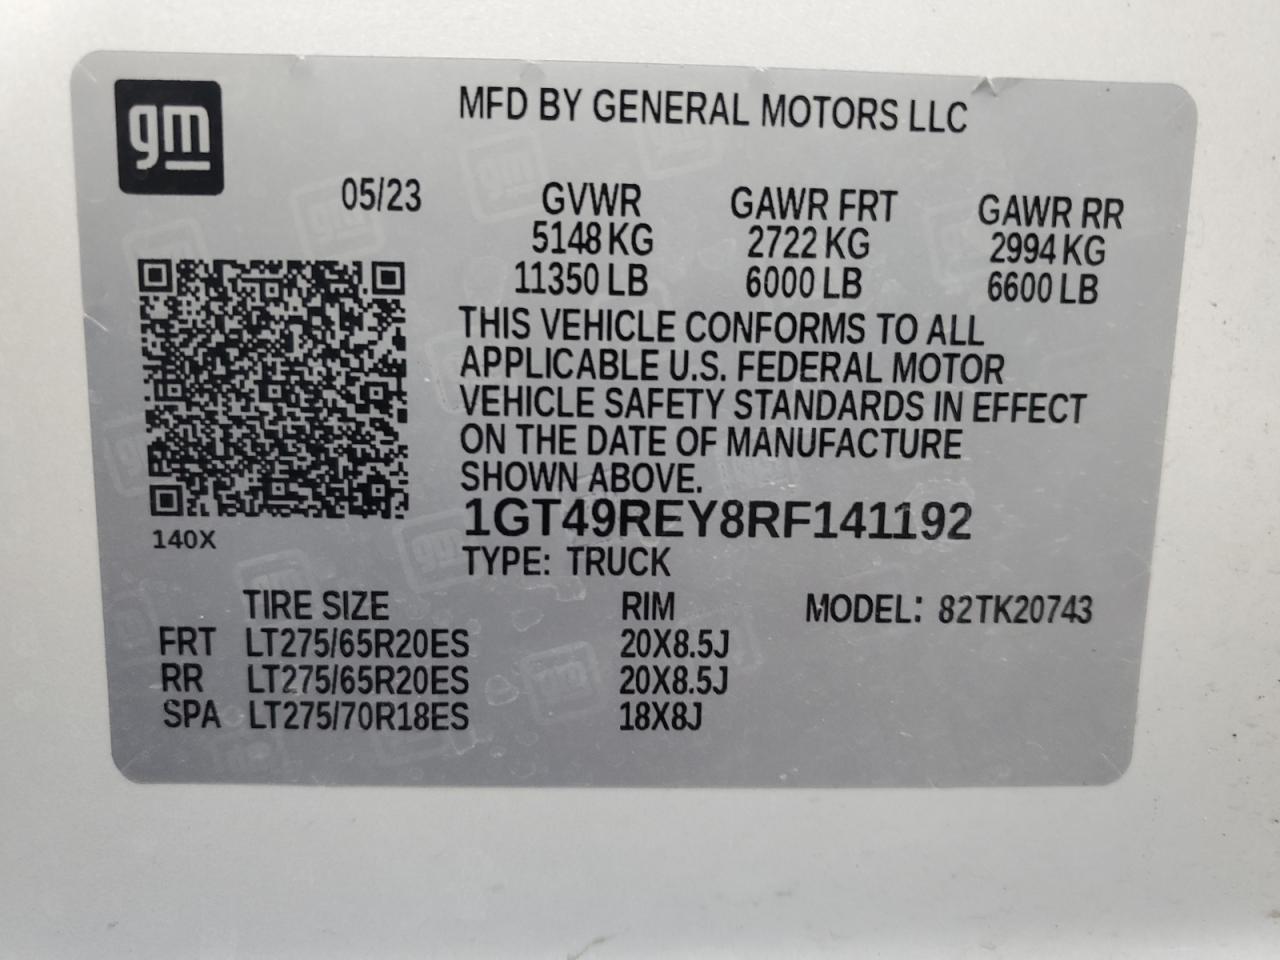 gm
MFD BY GENERAL MOTORS LLC
05/23 GVWR GAWR FRT GAWR RR
5148 KG 2722 KG 2994 KG
11350 LB 6000 LB 6600 LB
THIS VEHICLE CONFORMS TO ALL
APPLICABLE U.S. FEDERAL MOTOR
VEHICLE SAFETY STANDARDS IN EFFECT
ON THE DATE OF MANUFACTURE
SHOWN ABOVE.
1GT49REY8RF141192
140X
TYPE: TRUCK
TIRE SIZE RIM MODEL: 82TK20743
FRT LT275/65R20ES 20X8.5J
RR LT275/65R20ES 20X8.5J
SPA LT275/70R18ES 18X8J